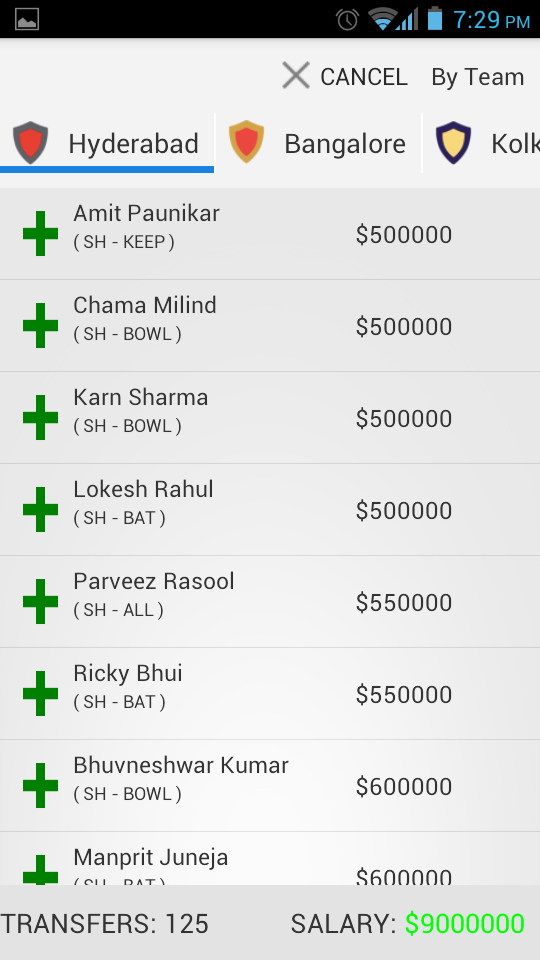 7:29 PM
CANCEL By Team
Hyderabad Bangalore Kolk
Amit Paunikar
( SH - KEEP ) $500000
Chama Milind
( SH - BOWL ) $500000
Karn Sharma
( SH - BOWL ) $500000
Lokesh Rahul
( SH - BAT ) $500000
Parveez Rasool
( SH - ALL ) $550000
Ricky Bhui
( SH - BAT ) $550000
Bhuvneshwar Kumar
( SH - BOWL ) $600000
Manprit Juneja
( SH - BAT ) $600000
TRANSFERS: 125 SALARY: $9000000